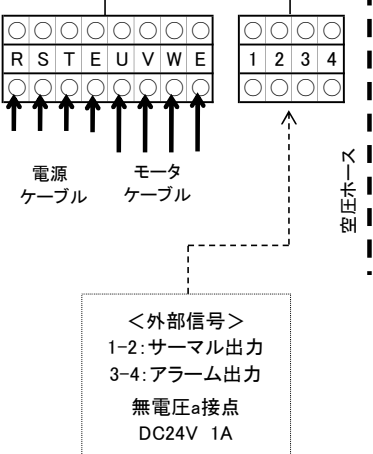 R S T E U V W E
1 2 3 4
電源
ケーブル
モータ
ケーブル
空圧ホース
＜外部信号＞
1-2:サーマル出力
3-4:アラーム出力
無電圧a接点
DC24V 1A